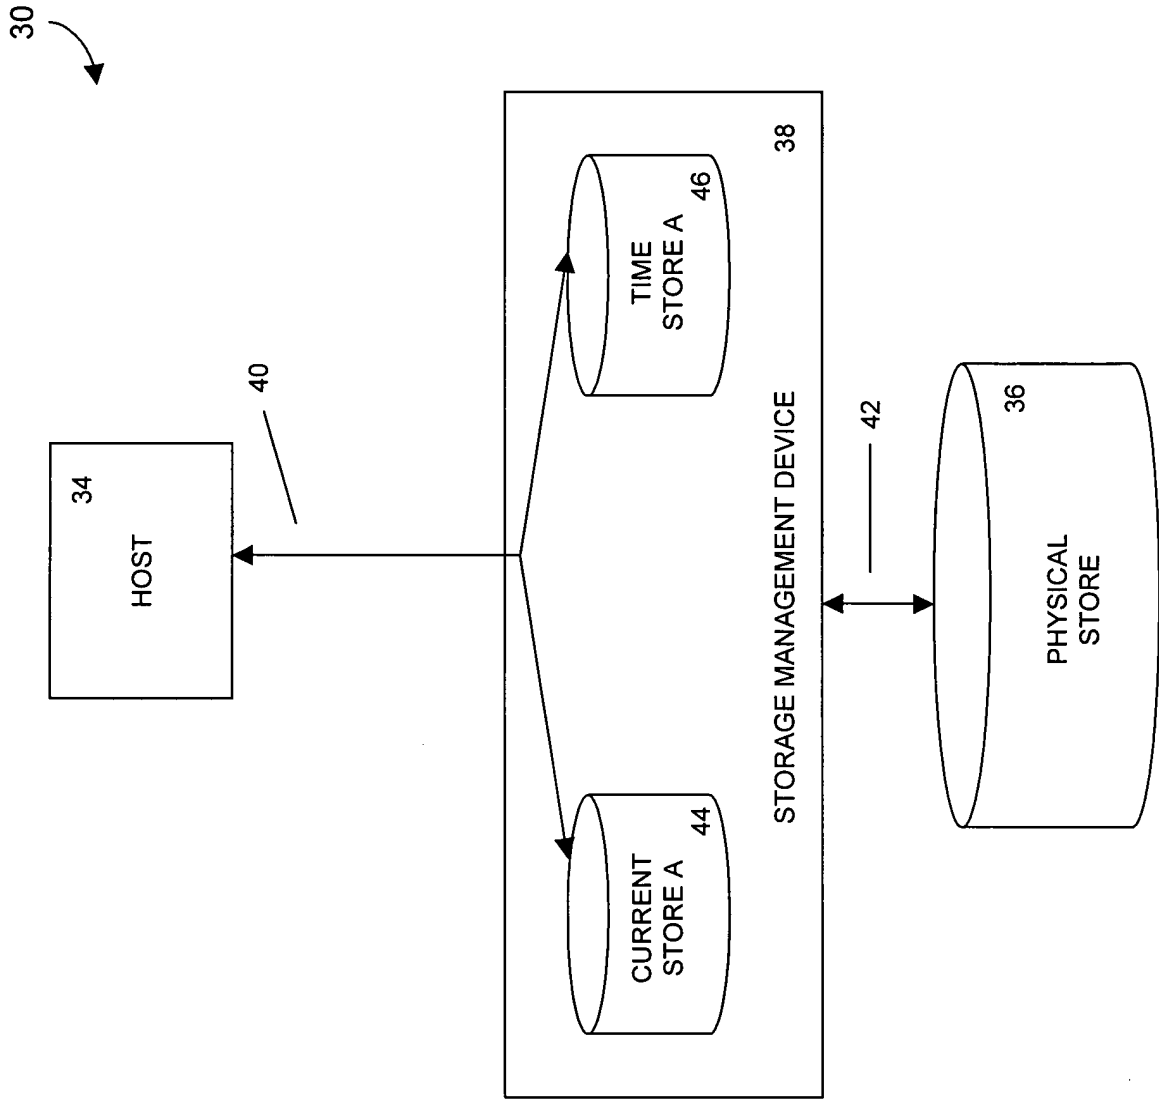 30
34
HOST
40
CURRENT
STORE A
44
TIME
STORE A
46
STORAGE MANAGEMENT DEVICE
38
42
36
PHYSICAL
STORE